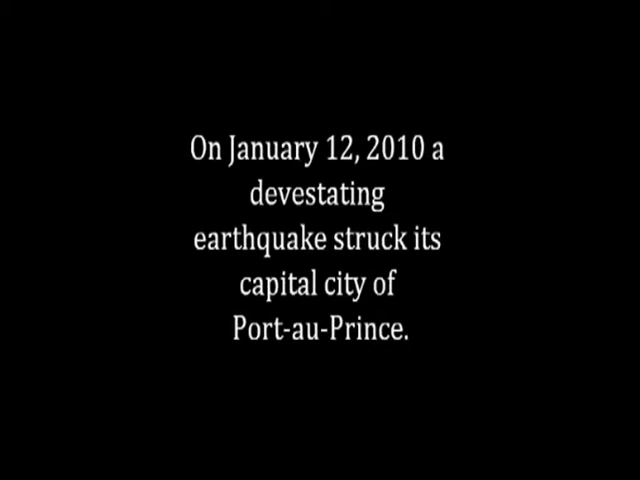 On January 12, 2010 a
devestating
earthquake struck its
capital city of
Port-au-Prince.